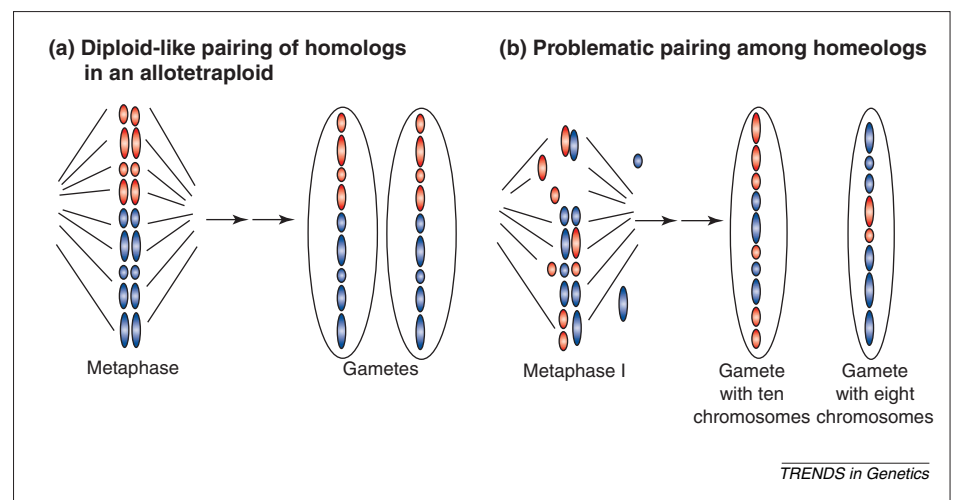 (a) Diploid-like pairing of homologs
in an allotetraploid
(b) Problematic pairing among homeologs
Metaphase
Gametes
Metaphase I
Gamete
with ten
chromosomes
Gamete
with eight
chromosomes
TRENDS in Genetics